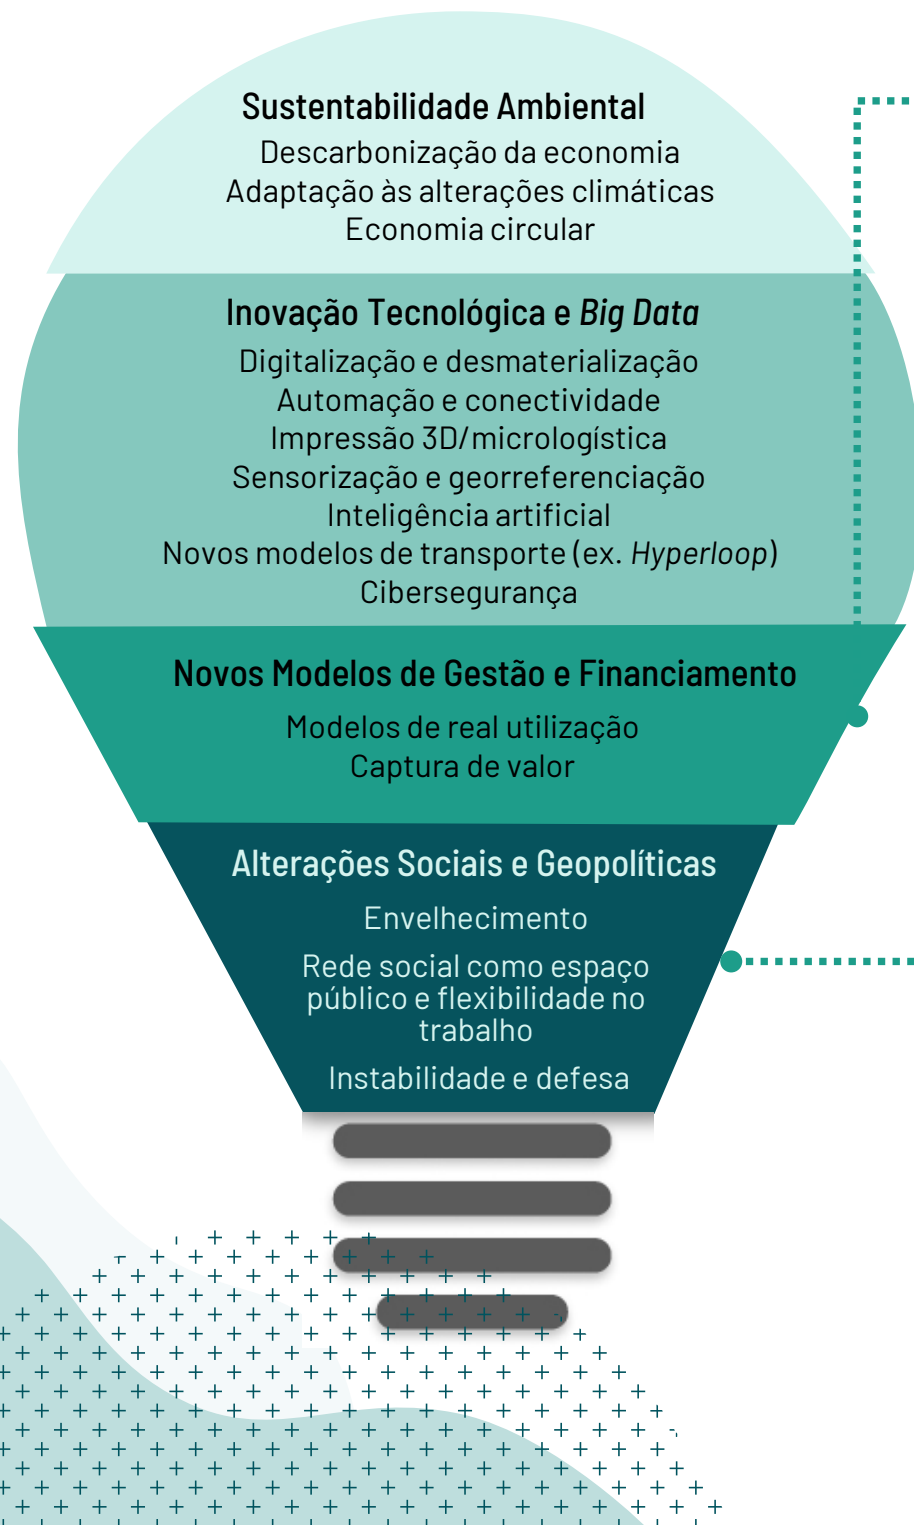 Sustentabilidade Ambiental
Descarbonização da economia
Adaptação às alterações climáticas
Economia circular
Inovação Tecnológica e Big Data
Digitalização e desmaterialização
Automação e conectividade
Impressão 3D/micrologística
Sensorização e georreferenciação
Inteligência artificial
Novos modelos de transporte (ex. Hyperloop)
Cibersegurança
Novos Modelos de Gestão e Financiamento
Modelos de real utilização
Captura de valor
Alterações Sociais e Geopolíticas
Envelhecimento
Rede social como espaço
público e flexibilidade no
trabalho
Instabilidade e defesa